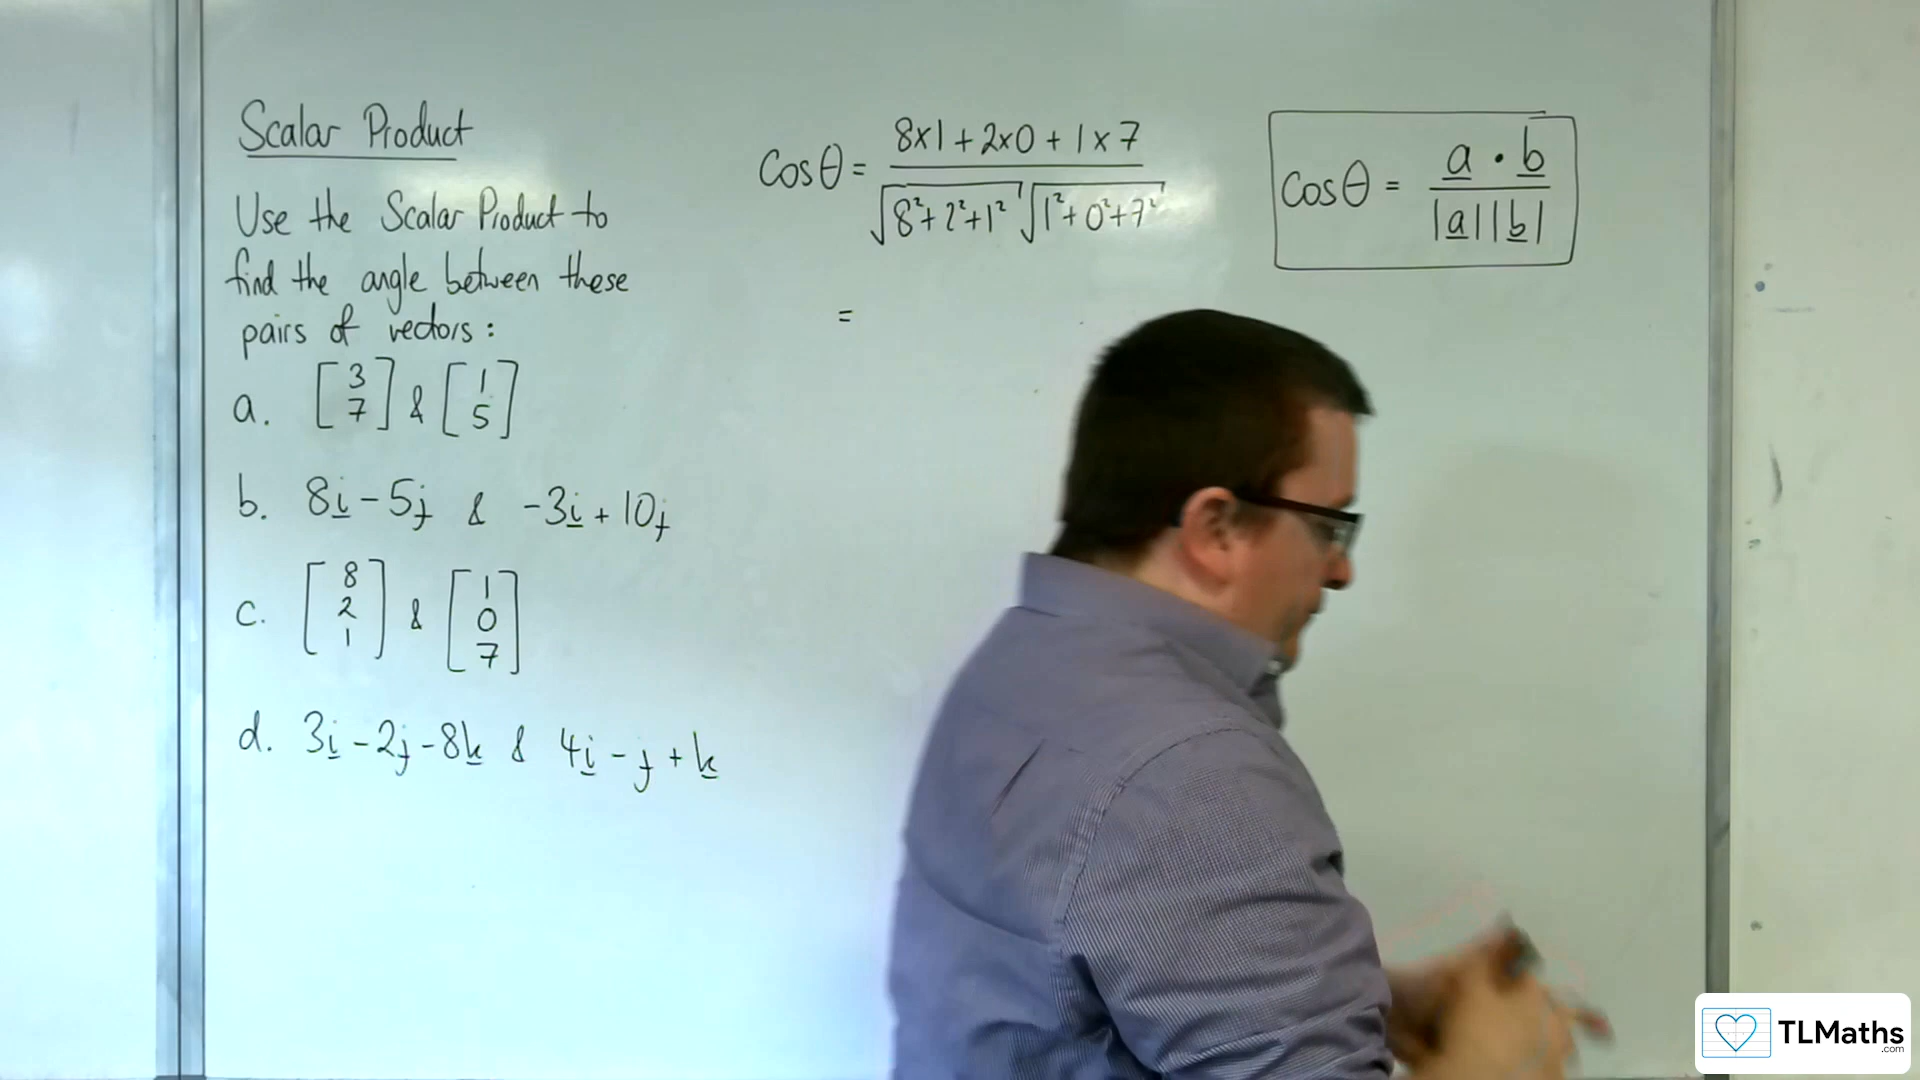 Scalar Product
Use the Scalar Product to
find the angle between these
pairs of vectors:
a. [3 7] & [1 5]
b. 8i - 5j & -3i + 10j
c. [8 2 1] & [1 0 7]
d. 3i - 2j - 8k & 4i - j + k
Cosθ = 8×1 + 2×0 + 1×7 / √8²+2²+1² √1²+0²+7²
=
Cosθ = a · b / |a||b|
TLMaths
.com